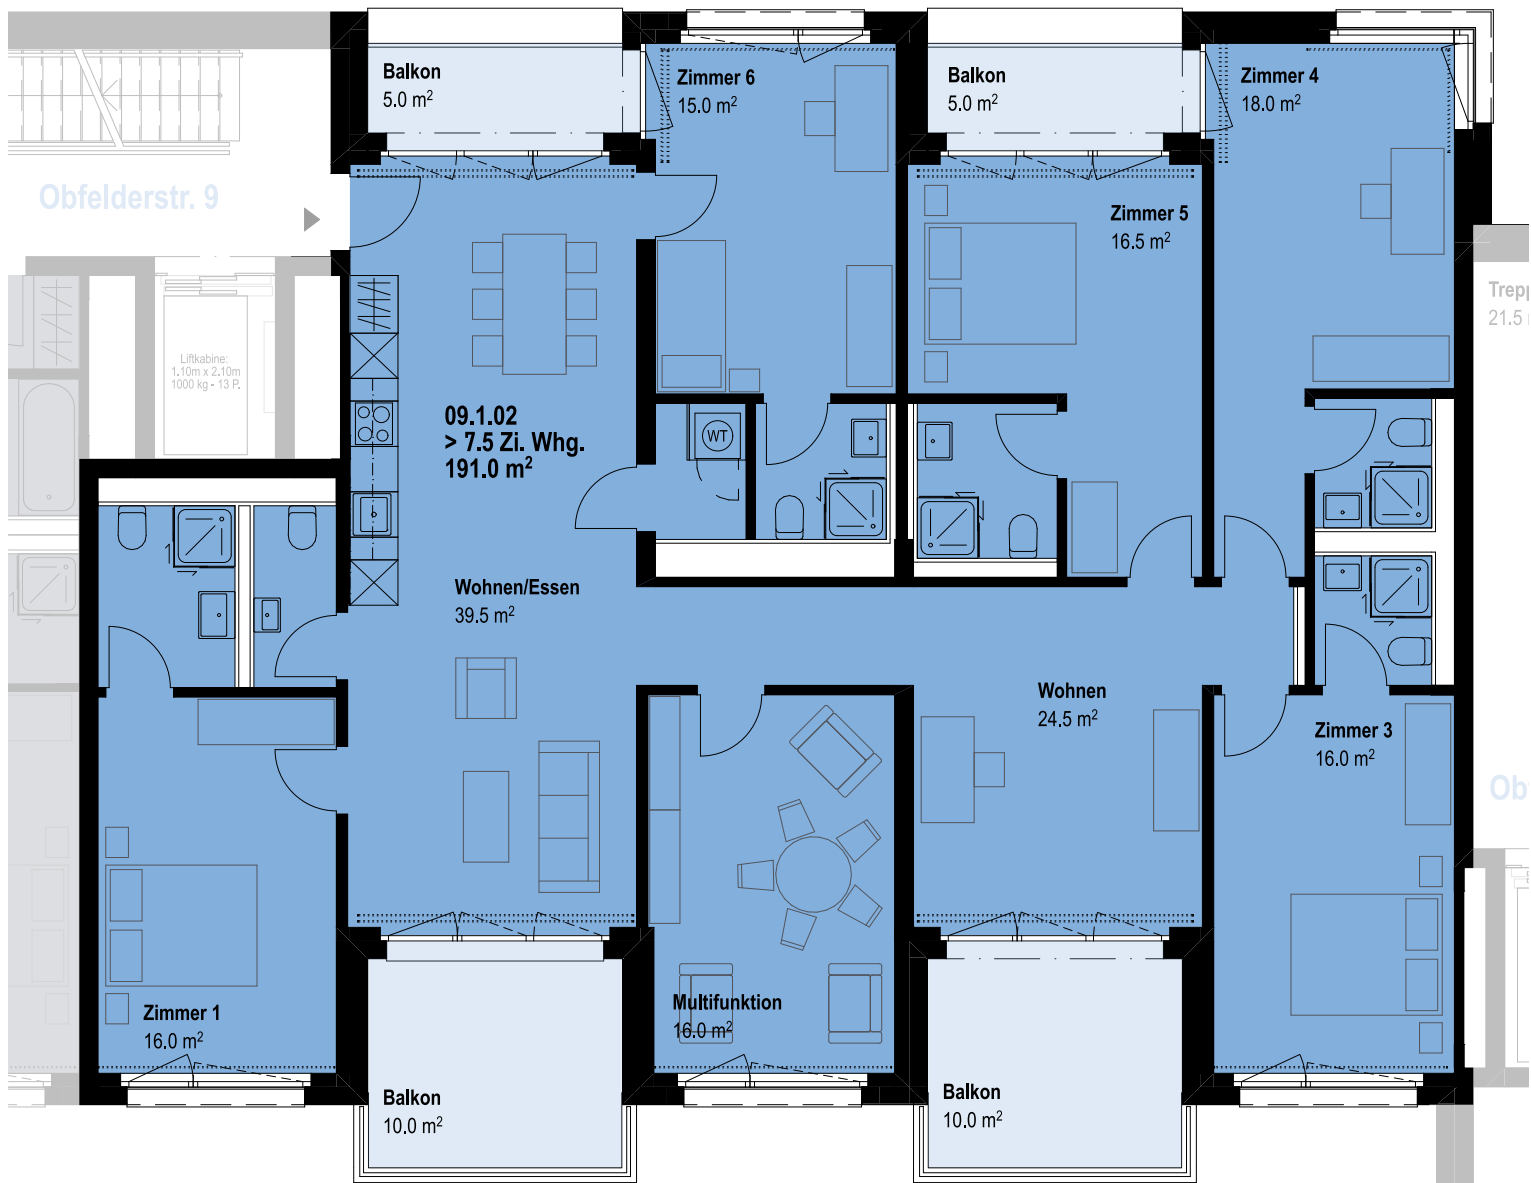 Balkon
5.0 m²
Zimmer 6
15.0 m²
Balkon
5.0 m²
Zimmer 4
18.0 m²
Obfelderstr. 9
Zimmer 5
16.5 m²
Trepp
21.5
Liftkabine:
1.10m x 2.10m
1000 kg - 13 P.
09.1.02
> 7.5 Zi. Whg.
191.0 m²
WT
Wohnen/Essen
39.5 m²
Wohnen
24.5 m²
Zimmer 3
16.0 m²
Ob
Zimmer 1
16.0 m²
Multifunktion
16.0 m²
Balkon
10.0 m²
Balkon
10.0 m²